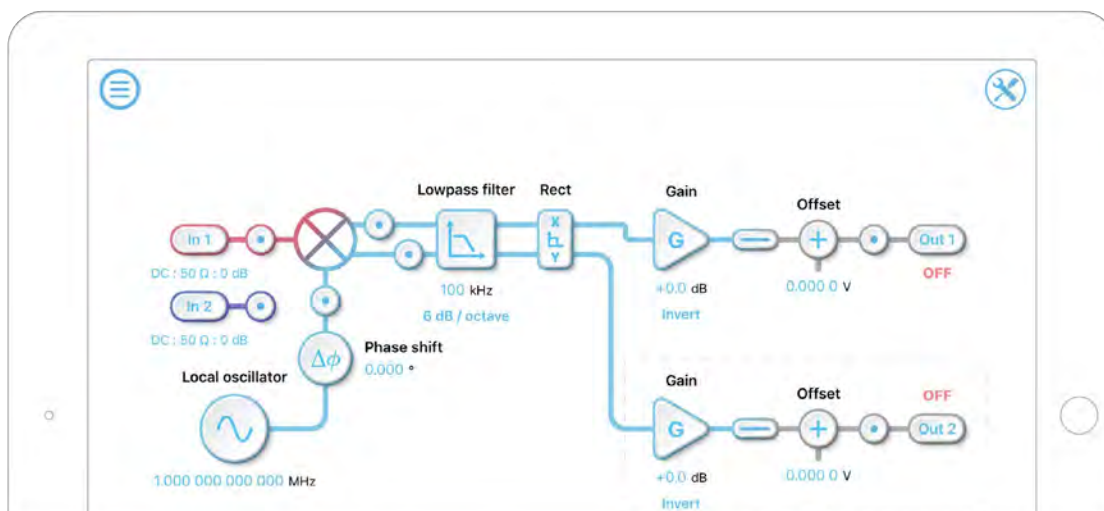 Lowpass filter
Rect
Gain
Offset
In 1
X
Y
G
Out 1
DC : 50 Ω : 0 dB
OFF
100 kHz
+0.0 dB
0.000 0 V
In 2
6 dB / octave
Invert
DC : 50 Ω : 0 dB
Δϕ
Phase shift
0.000 °
Local oscillator
Gain
Offset
OFF
G
Out 2
1.000 000 000 000 MHz
+0.0 dB
0.000 0 V
Invert